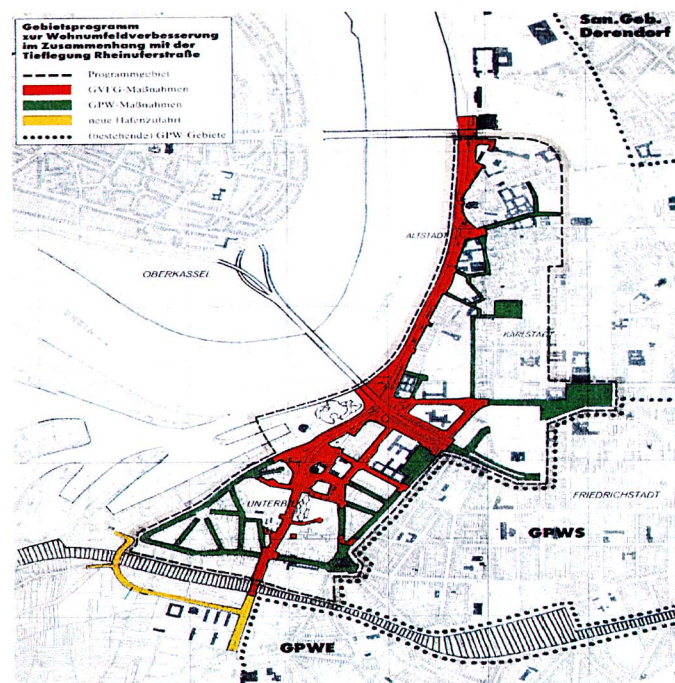 Gebietsprogramm
zur Wohnumfeldverbesserung
im Zusammenhang mit der
Tieflegung Rheinuferstraße
Programmgebiet
GVFG-Maßnahmen
GPW-Maßnahmen
neue Hafenzufahrt
(bestehende) GPW-Gebiete
San.Geb.
Derendorf
ALTSTADT
OBERKASSEL
KARLSTADT
UNTERBILK
FRIEDRICHSTADT
GPWS
GPWE